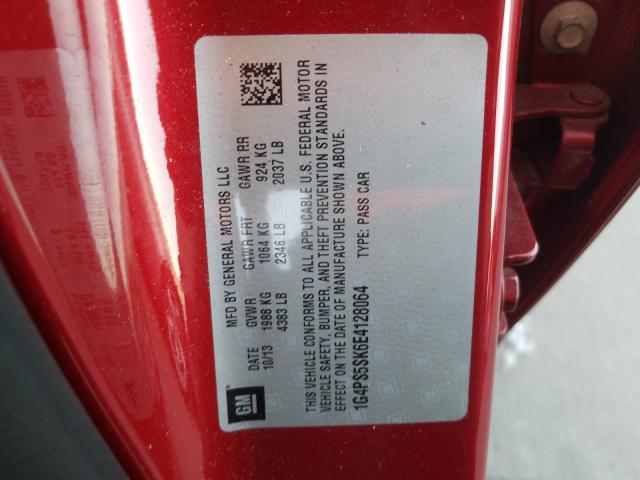 MFD BY GENERAL MOTORS LLC
DATE GVWR GAWR FRT GAWR RR
10/13 1988 KG 1064 KG 924 KG
4383 LB 2346 LB 2037 LB
GM
THIS VEHICLE CONFORMS TO ALL APPLICABLE U.S. FEDERAL MOTOR
VEHICLE SAFETY, BUMPER, AND THEFT PREVENTION STANDARDS IN
EFFECT ON THE DATE OF MANUFACTURE SHOWN ABOVE.
1G4PS5SK6E4128064 TYPE: PASS CAR